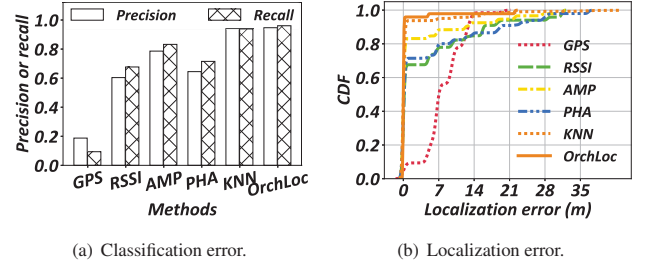 Precision
Recall
Precision or recall
1.0
0.8
0.6
0.4
0.2
0.0
GPS RSSI AMP PHA KNN OrchLoc
Methods
(a) Classification error.
CDF
1.0
0.8
0.6
0.4
0.2
0.0
GPS
RSSI
AMP
PHA
KNN
OrchLoc
0 7 14 21 28 35
Localization error (m)
(b) Localization error.